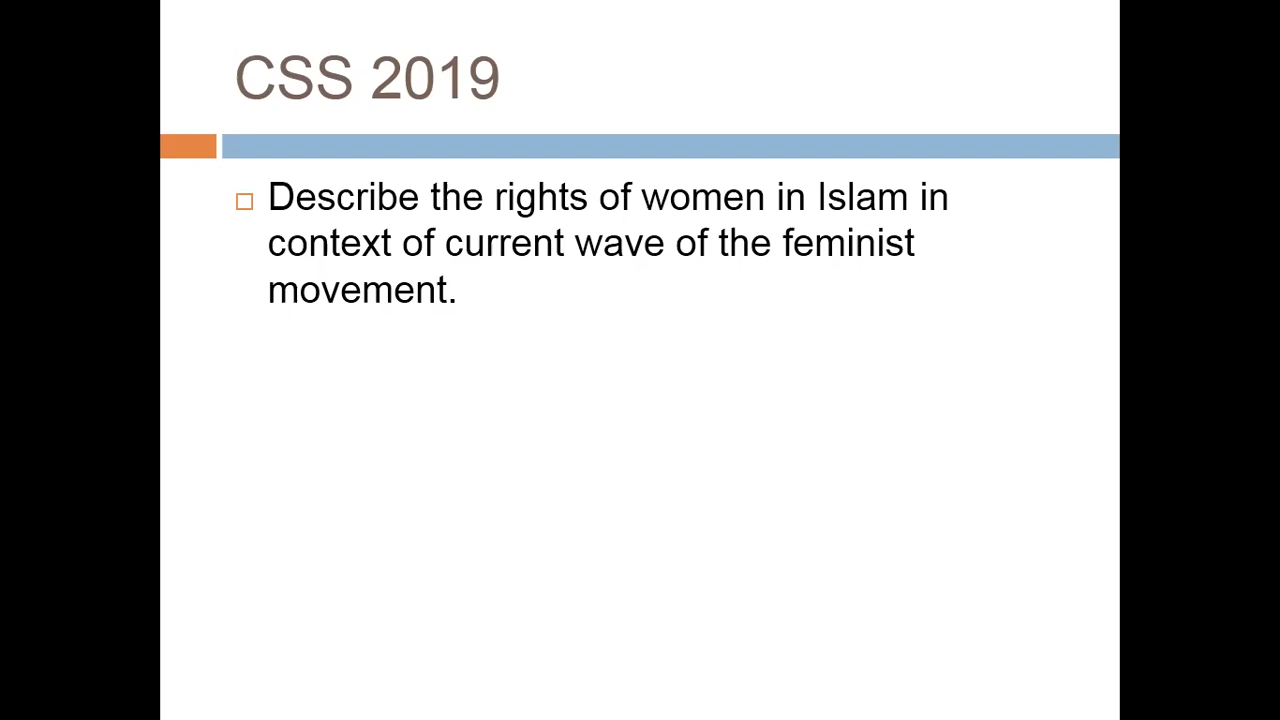 CSS 2019
Describe the rights of women in Islam in
context of current wave of the feminist
movement.